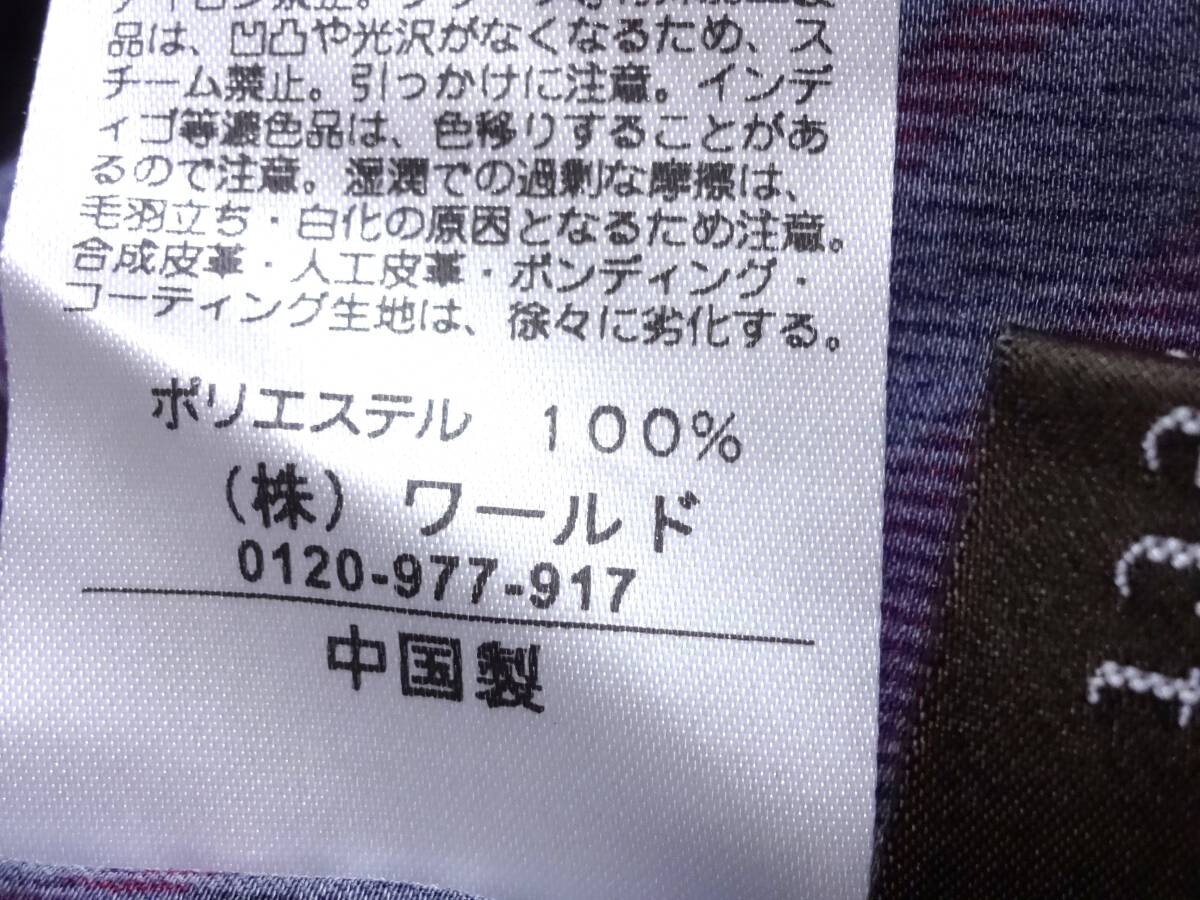 品は、凹凸や光沢がなくなるため、ス
チーム禁止。引っかけに注意。インデ
ィゴ等濃色品は、色移りすることがあ
るので注意。湿潤での過剰な摩擦は、
毛羽立ち・白化の原因となるため注意。
合成皮革・人工皮革・ボンディング・
コーティング生地は、徐々に劣化する。
ポリエステル 100%
(株) ワールド
0120-977-917
中国製